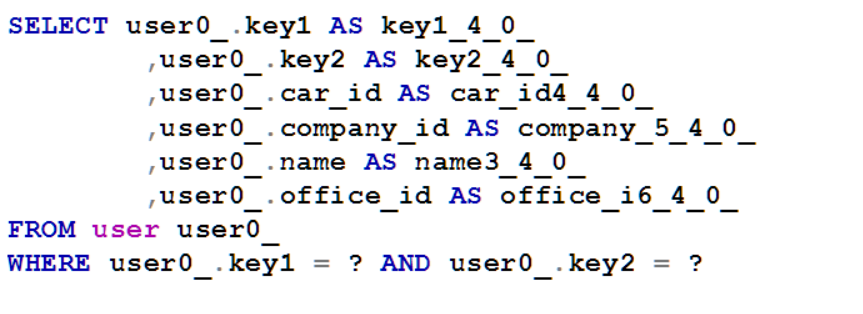 SELECT user0_.key1 AS key1_4_0_
,user0_.key2 AS key2_4_0_
,user0_.car_id AS car_id4_4_0_
,user0_.company_id AS company_5_4_0_
,user0_.name AS name3_4_0_
,user0_.office_id AS office_i6_4_0_
FROM user user0_
WHERE user0_.key1 = ? AND user0_.key2 = ?